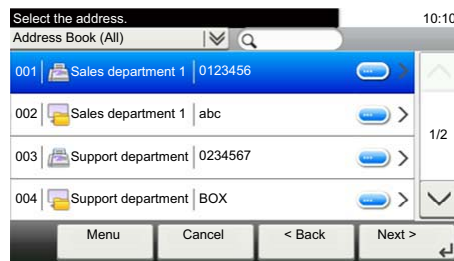 Select the address. 10:10
Address Book (All)
001 Sales department 1 0123456
002 Sales departm 1 abc
003 Support department 0234567
004 Support department BOX
1/2
Menu Cancel < Back Next >